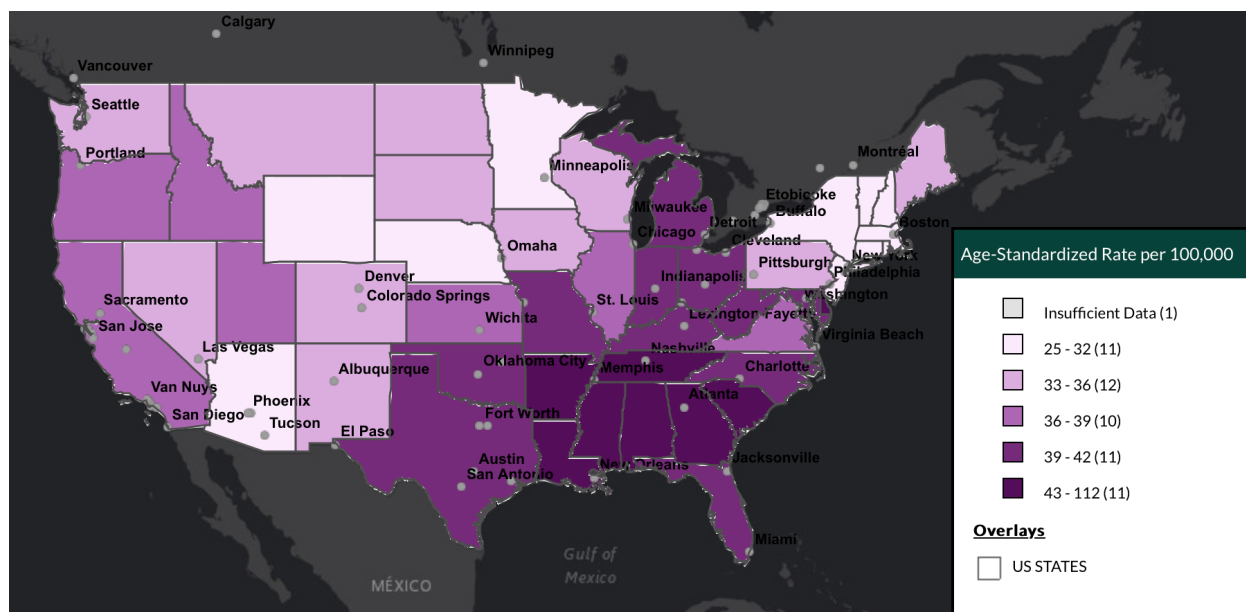 Calgary
Winnipeg
Vancouver
Seattle
Portland
Montréal
Minneapolis
Etobicoke
Milwaukee
Buffalo
Detroit
Boston
Chicago
Cleveland
Omaha
New York
Pittsburgh
Philadelphia
Denver
Indianapolis
Colorado Springs
Sacramento
St. Louis
Washington
San Jose
Wichita
Lexington-Fayett
Virginia Beach
Las Vegas
Nashville
Oklahoma City
Albuquerque
Memphis
Charlotte
Van Nuys
Phoenix
Atlanta
San Diego
Fort Worth
Tucson
El Paso
Jacksonville
Austin
New Orleans
San Antonio
Miami
Gulf of
Mexico
MÉXICO
Age-Standardized Rate per 100,000
Insufficient Data (1)
25 - 32 (11)
33 - 36 (12)
36 - 39 (10)
39 - 42 (11)
43 - 112 (11)
Overlays
US STATES